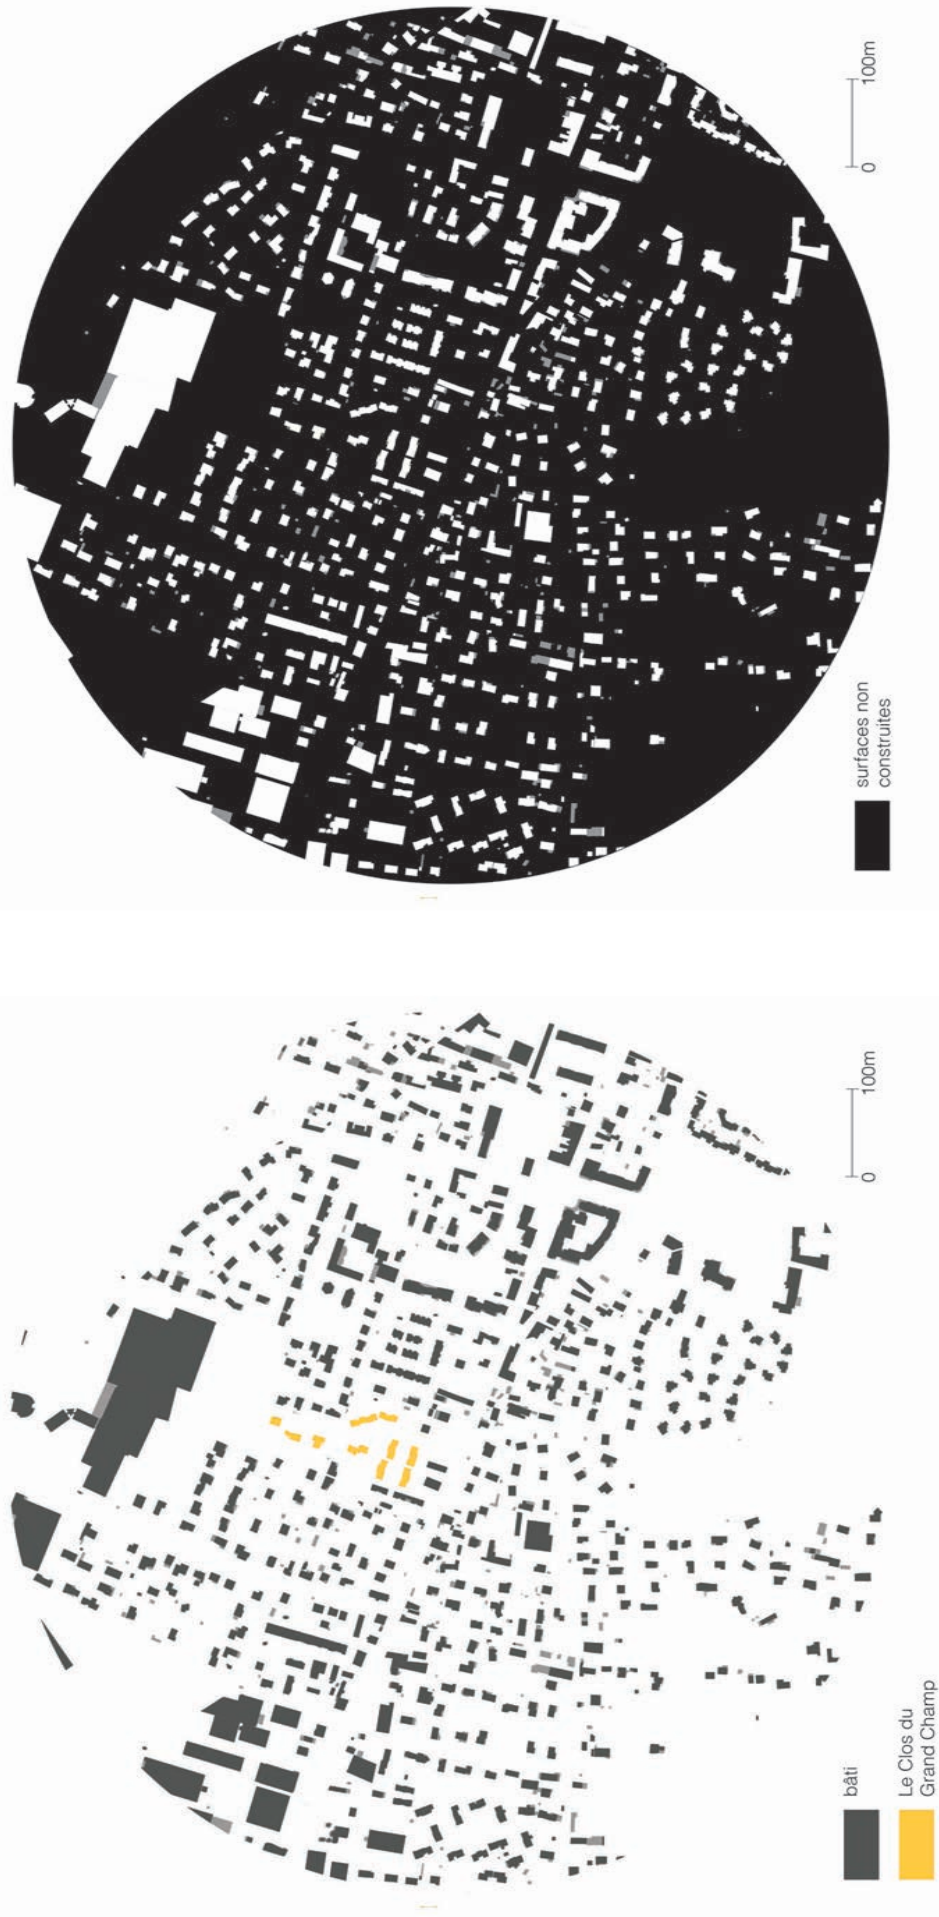 surfaces non
construites
0
100m
bâti
Le Clos du
Grand Champ
0
100m